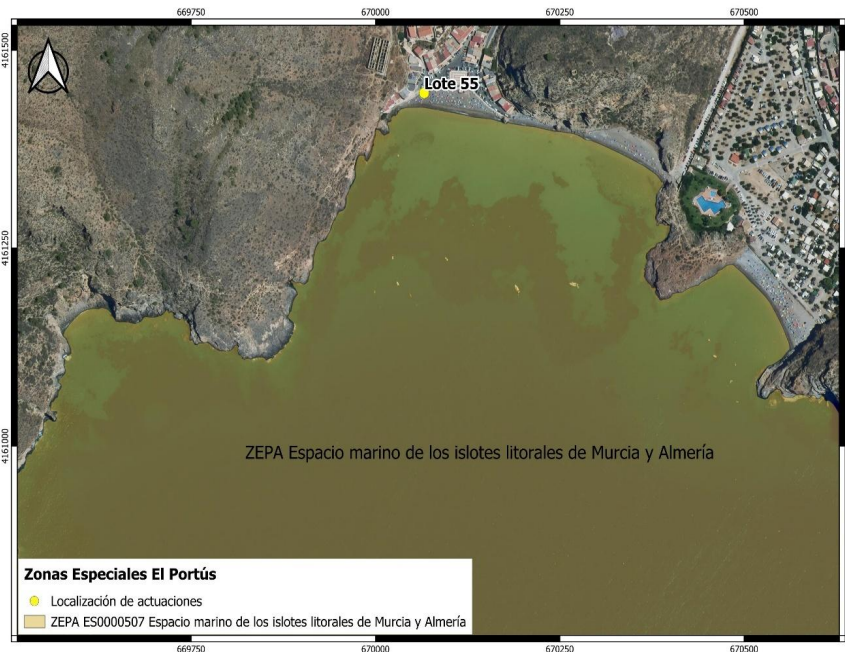 669750 670000 670250 670500
4161500
Lote 55
4161250
4161000
ZEPA Espacio marino de los islotes litorales de Murcia y Almería
Zonas Especiales El Portús
Localización de actuaciones
ZEPA ES0000507 Espacio marino de los islotes litorales de Murcia y Almería
669750 670000 670250 670500